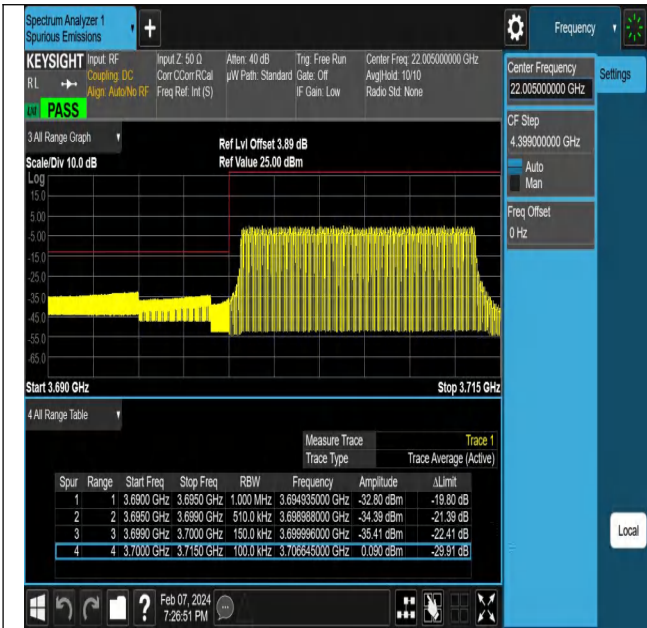 Spectrum Analyzer 1
Spurious Emissions
+
Frequency
KEYSIGHT Input: RF Input Z: 50 Ω Atten: 40 dB Trig: Free Run Center Freq: 22.005000000 GHz
RL Coupling: DC Corr CCorr RCal µW Path: Standard Gate: Off Avg|Hold: 10/10
Align: Auto/No RF Freq Ref: Int (S) IF Gain: Low Radio Std: None
PASS
Center Frequency
22.005000000 GHz
Settings
CF Step
4.399000000 GHz
Auto
Man
Freq Offset
0 Hz
Local
3 All Range Graph
Ref Lvl Offset 3.89 dB
Scale/Div 10.0 dB Ref Value 25.00 dBm
Log
15.0
5.00
-5.00
-15.0
-25.0
-35.0
-45.0
-55.0
-65.0
Start 3.690 GHz Stop 3.715 GHz
4 All Range Table
Measure Trace Trace 1
Trace Type Trace Average (Active)
Spur Range Start Freq Stop Freq RBW Frequency Amplitude ΔLimit
1 1 3.6900 GHz 3.6950 GHz 1.000 MHz 3.694935000 GHz -32.80 dBm -19.80 dB
2 2 3.6950 GHz 3.6990 GHz 510.0 kHz 3.698988000 GHz -34.39 dBm -21.39 dB
3 3 3.6990 GHz 3.7000 GHz 150.0 kHz 3.699996000 GHz -35.41 dBm -22.41 dB
4 4 3.7000 GHz 3.7150 GHz 100.0 kHz 3.706645000 GHz 0.090 dBm -29.91 dB
? Feb 07, 2024
7:26:51 PM